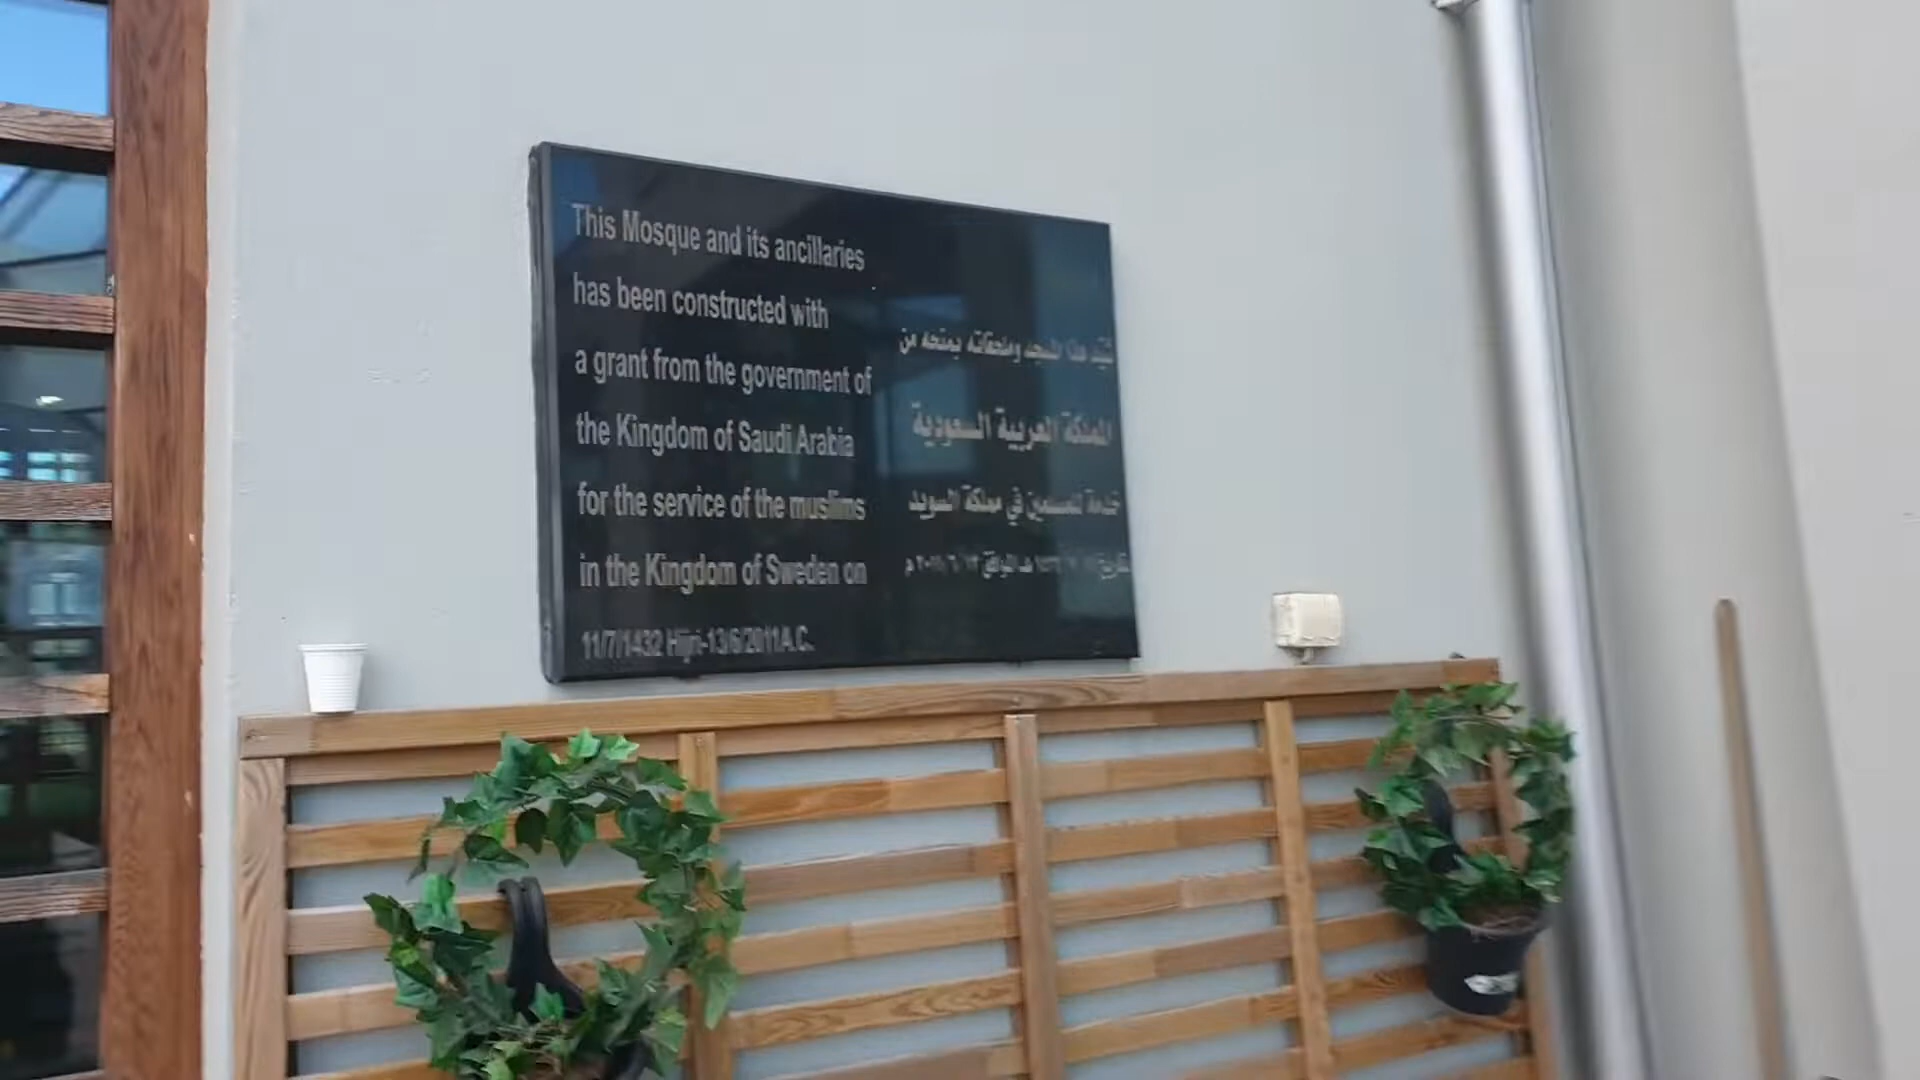 This Mosque and its ancillaries
has been constructed with
a grant from the government of
the Kingdom of Saudi Arabia
for the service of the muslims
in the Kingdom of Sweden on
11/7/1432 Hijri-13/6/2011A.C.
شيد هذا المسجد وملحقاته بمنحة من
المملكة العربية السعودية
خدمة للمسلمين في مملكة السويد
هـ الموافق